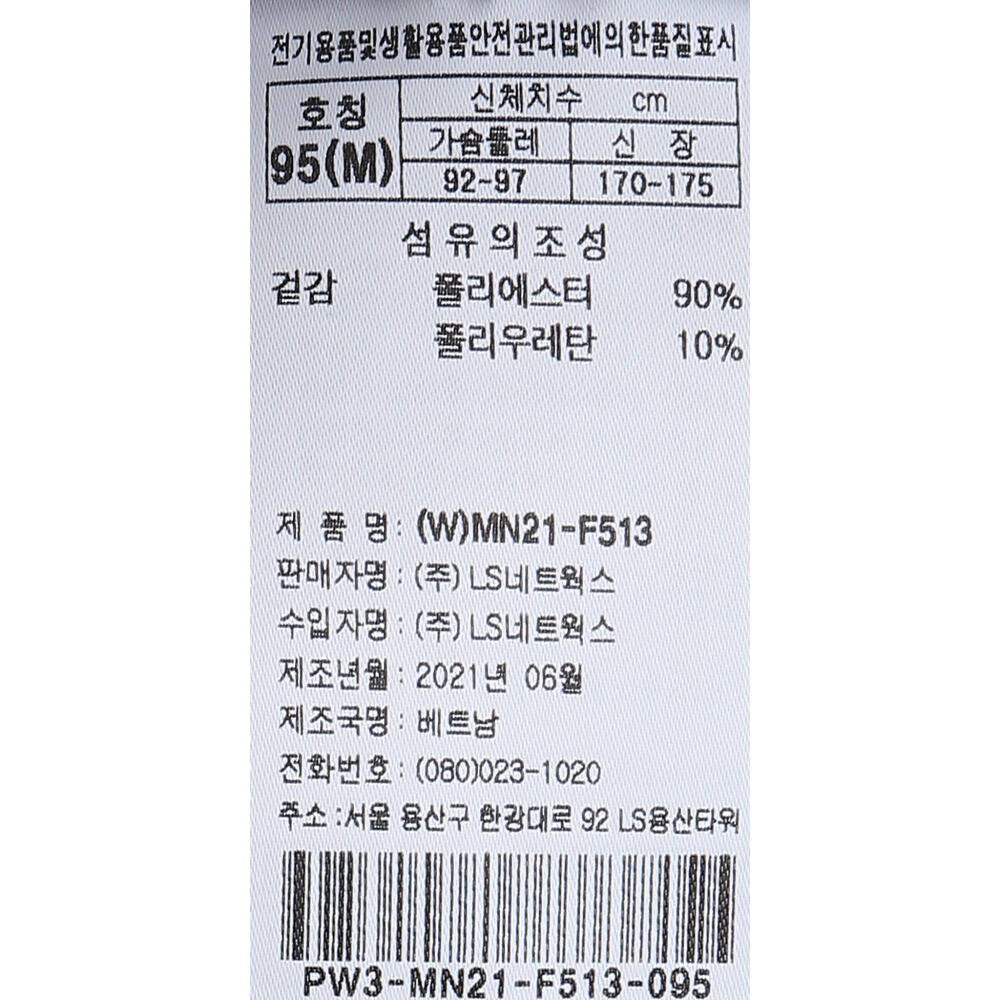 전기용품및생활용품안전관리법에의한품질표시
호칭 신체치수 cm
95(M) 가슴둘레 신 장
92-97 170-175
섬유의조성
겉감 폴리에스터 90%
폴리우레탄 10%
제 품 명: (W)MN21-F513
판매자명: (주)LS네트웍스
수입자명: (주)LS네트웍스
제조년월: 2021년 06월
제조국명: 베트남
전화번호: (080)023-1020
주소:서울 용산구 한강대로 92 LS용산타워
PW3-MN21-F513-095